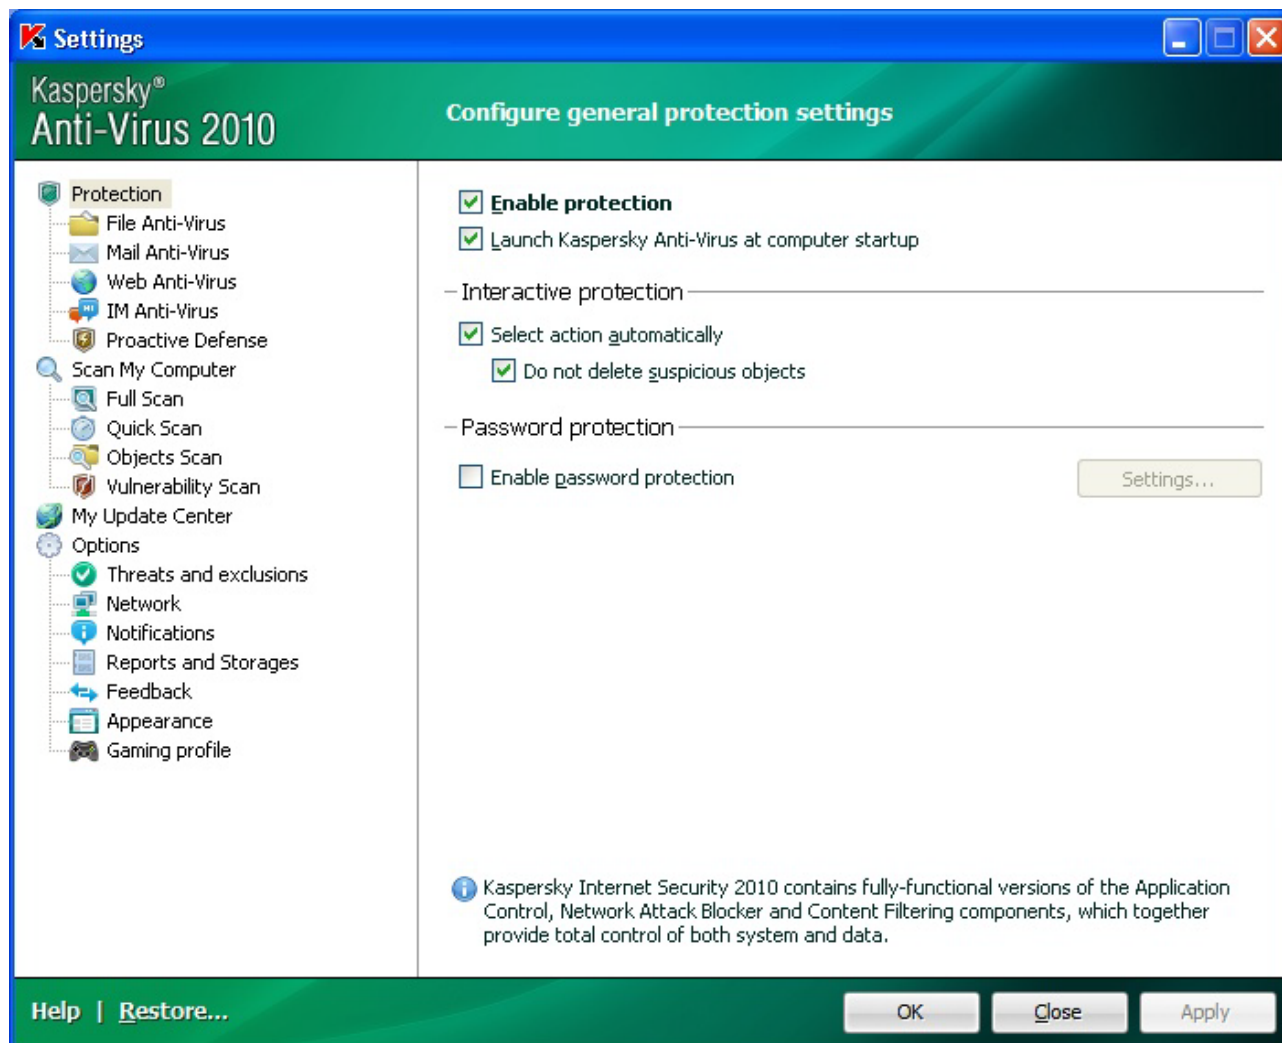 Settings
Kaspersky®
Anti-Virus 2010
Configure general protection settings
Protection
File Anti-Virus
Mail Anti-Virus
Web Anti-Virus
HI
IM Anti-Virus
Proactive Defense
Scan My Computer
Full Scan
Quick Scan
Objects Scan
Vulnerability Scan
My Update Center
Options
Threats and exclusions
Network
Notifications
Reports and Storages
Feedback
Appearance
Gaming profile
Enable protection
Launch Kaspersky Anti-Virus at computer startup
Interactive protection
Select action automatically
Do not delete suspicious objects
Password protection
Enable password protection
Settings...
Kaspersky Internet Security 2010 contains fully-functional versions of the Application
Control, Network Attack Blocker and Content Filtering components, which together
provide total control of both system and data.
Help | Restore...
OK
Close
Apply